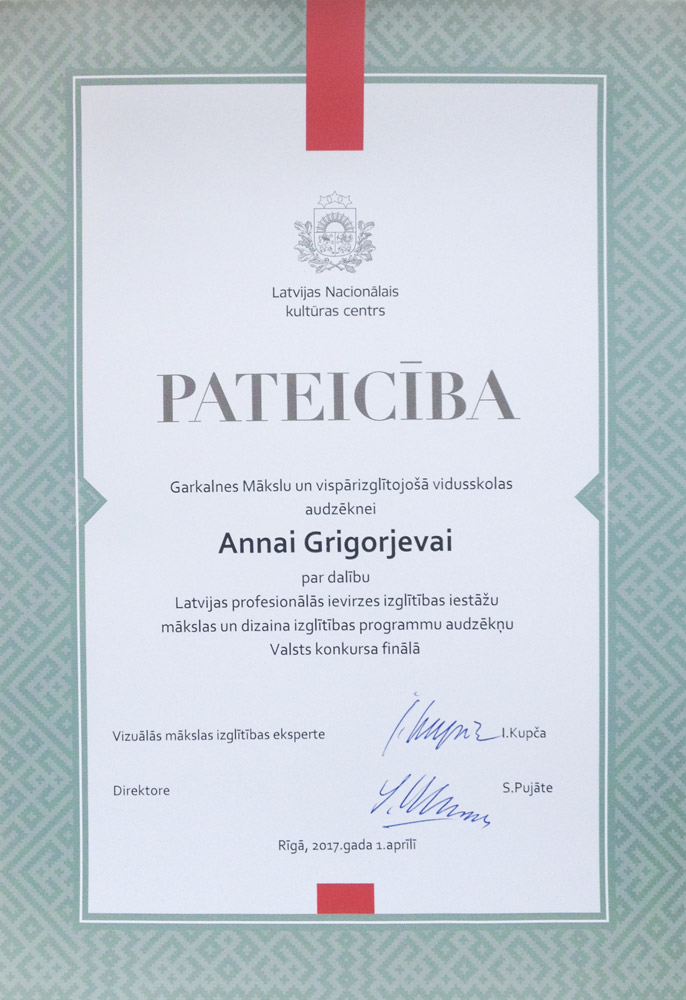 Latvijas Nacionālais
kultūras centrs
PATEICĪBA
Garkalnes Mākslu un vispārizglītojošā vidusskolas
audzēknei
Annai Grigorjevai
par dalību
Latvijas profesionālās ievirzes izglītības iestāžu
mākslas un dizaina izglītības programmu audzēkņu
Valsts konkursa finālā
Vizuālās mākslas izglītības eksperte I.Kupča
Direktore S.Pujāte
Rīgā, 2017.gada 1.aprīlī